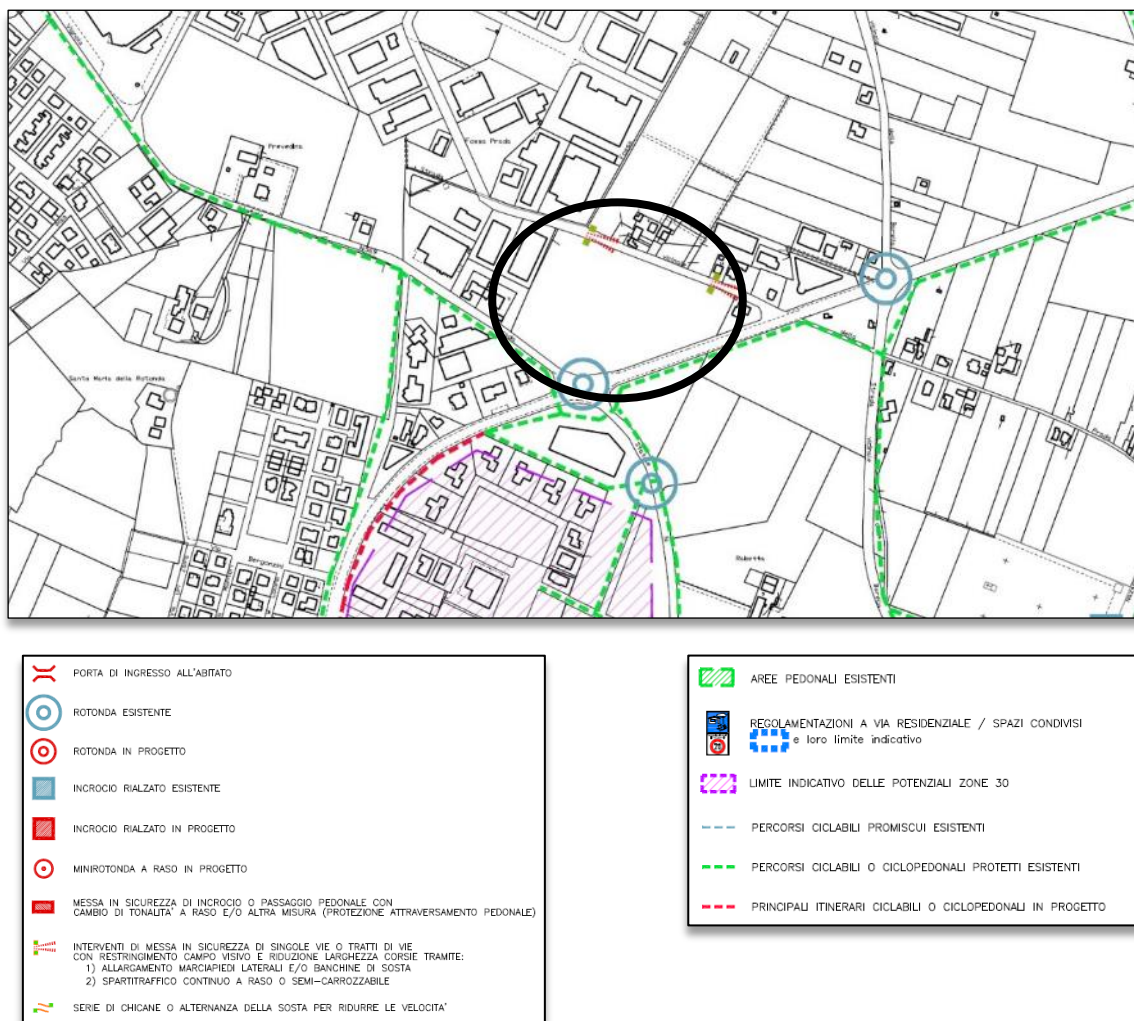 Prevedina
Fossa Prada
Strada
Santa Maria della Rotonda
Bergonzoni
Rubetta
Prada
PORTA DI INGRESSO ALL'ABITATO
ROTONDA ESISTENTE
ROTONDA IN PROGETTO
INCROCIO RIALZATO ESISTENTE
INCROCIO RIALZATO IN PROGETTO
MINIROTONDA A RASO IN PROGETTO
MESSA IN SICUREZZA DI INCROCIO O PASSAGGIO PEDONALE CON
CAMBIO DI TONALITA' A RASO E/O ALTRA MISURA (PROTEZIONE ATTRAVERSAMENTO PEDONALE)
INTERVENTI DI MESSA IN SICUREZZA DI SINGOLE VIE O TRATTI DI VIE
CON RESTRINGIMENTO CAMPO VISIVO E RIDUZIONE LARGHEZZA CORSIE TRAMITE:
1) ALLARGAMENTO MARCIAPIEDI LATERALI E/O BANCHINE DI SOSTA
2) SPARTITRAFFICO CONTINUO A RASO O SEMI-CARROZZABILE
SERIE DI CHICANE O ALTERNANZA DELLA SOSTA PER RIDURRE LE VELOCITA'
AREE PEDONALI ESISTENTI
REGOLAMENTAZIONI A VIA RESIDENZIALE / SPAZI CONDIVISI
e loro limite indicativo
LIMITE INDICATIVO DELLE POTENZIALI ZONE 30
PERCORSI CICLABILI PROMISCUI ESISTENTI
PERCORSI CICLABILI O CICLOPEDONALI PROTETTI ESISTENTI
PRINCIPALI ITINERARI CICLABILI O CICLOPEDONALI IN PROGETTO